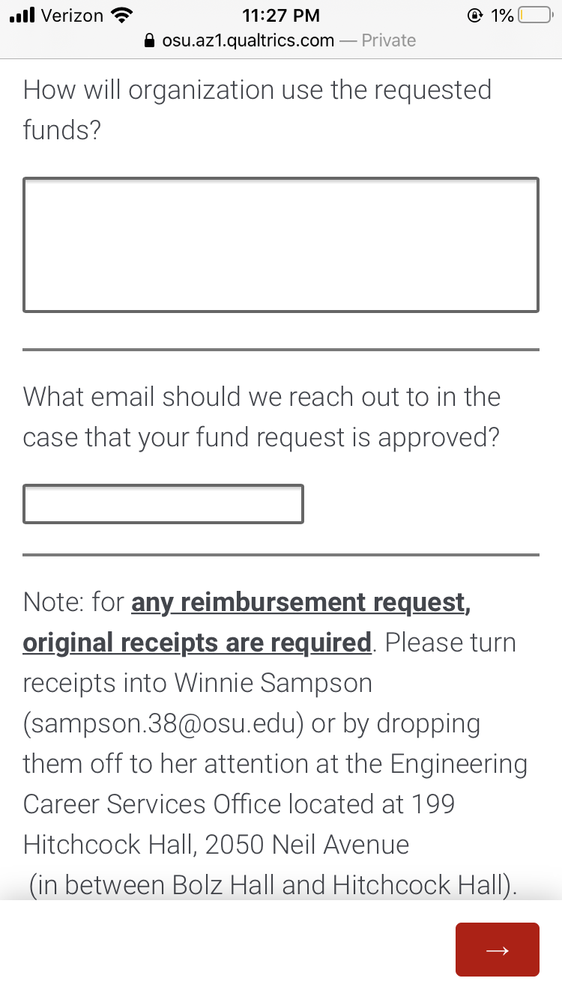 Verizon 11:27 PM 1%
osu.az1.qualtrics.com — Private
How will organization use the requested
funds?
What email should we reach out to in the
case that your fund request is approved?
Note: for any reimbursement request,
original receipts are required. Please turn
receipts into Winnie Sampson
(sampson.38@osu.edu) or by dropping
them off to her attention at the Engineering
Career Services Office located at 199
Hitchcock Hall, 2050 Neil Avenue
(in between Bolz Hall and Hitchcock Hall).
→